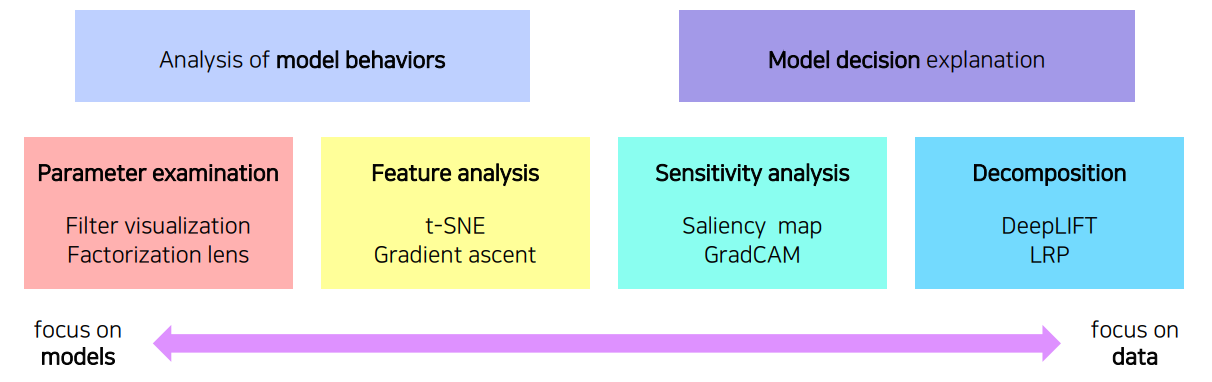 Analysis of model behaviors
Model decision explanation
Parameter examination
Filter visualization
Factorization lens
Feature analysis
t-SNE
Gradient ascent
Sensitivity analysis
Saliency map
GradCAM
Decomposition
DeepLIFT
LRP
focus on
models
focus on
data